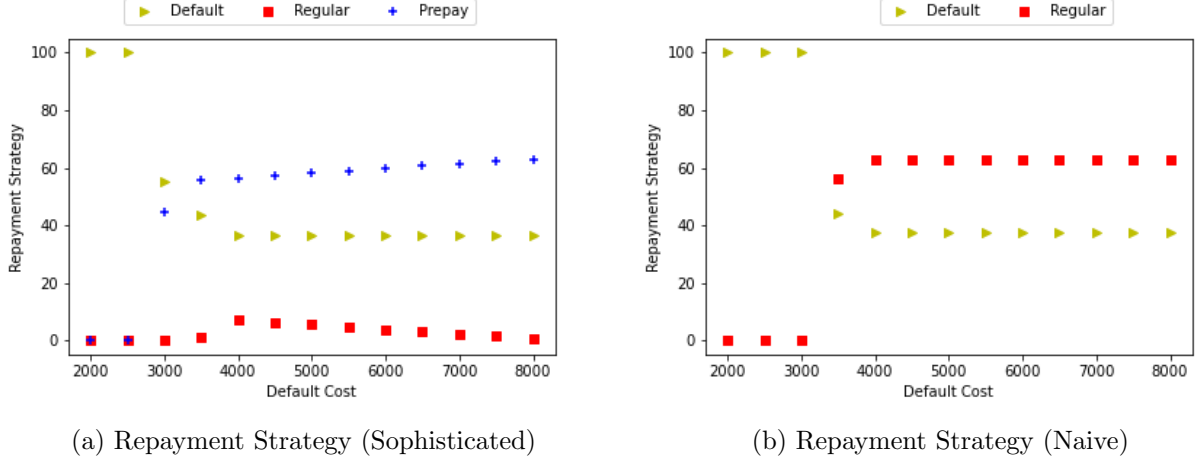 Default Regular Prepay
100
80
60
40
20
0
Repayment Strategy
2000 3000 4000 5000 6000 7000 8000
Default Cost
(a) Repayment Strategy (Sophisticated)
Default Regular
100
80
60
40
20
0
Repayment Strategy
2000 3000 4000 5000 6000 7000 8000
Default Cost
(b) Repayment Strategy (Naive)